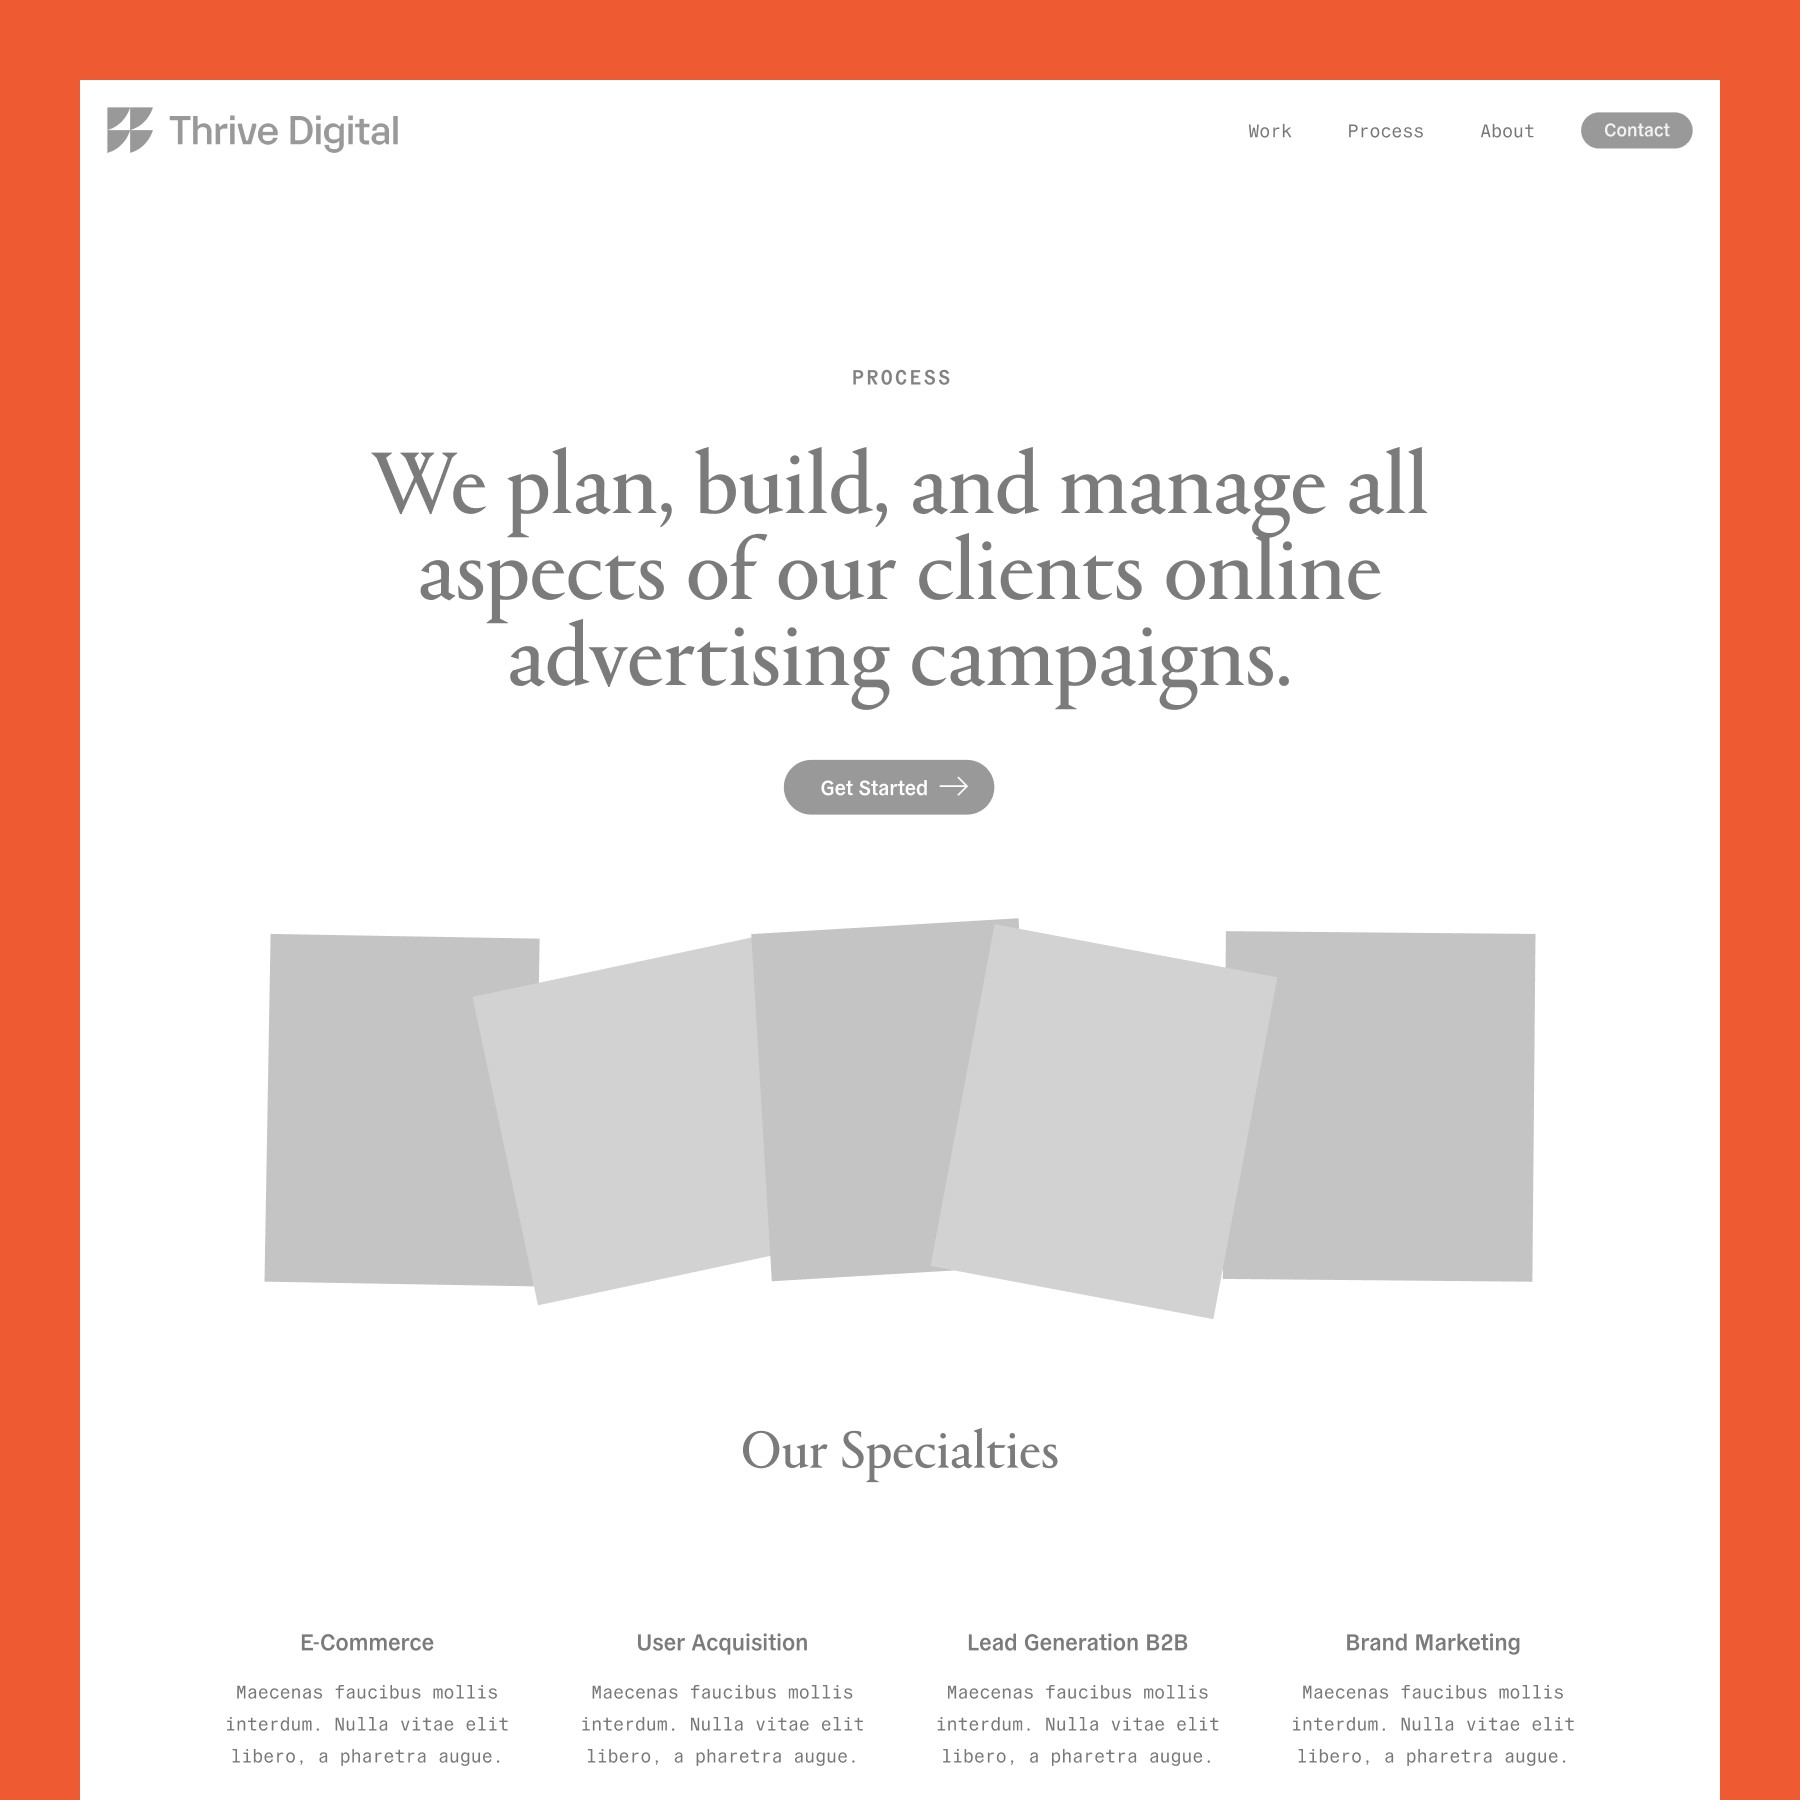 Thrive Digital
Work Process About Contact
PROCESS
We plan, build, and manage all
aspects of our clients online
advertising campaigns.
Get Started
Our Specialties
E-Commerce
Maecenas faucibus mollis
interdum. Nulla vitae elit
libero, a pharetra augue.
User Acquisition
Maecenas faucibus mollis
interdum. Nulla vitae elit
libero, a pharetra augue.
Lead Generation B2B
Maecenas faucibus mollis
interdum. Nulla vitae elit
libero, a pharetra augue.
Brand Marketing
Maecenas faucibus mollis
interdum. Nulla vitae elit
libero, a pharetra augue.